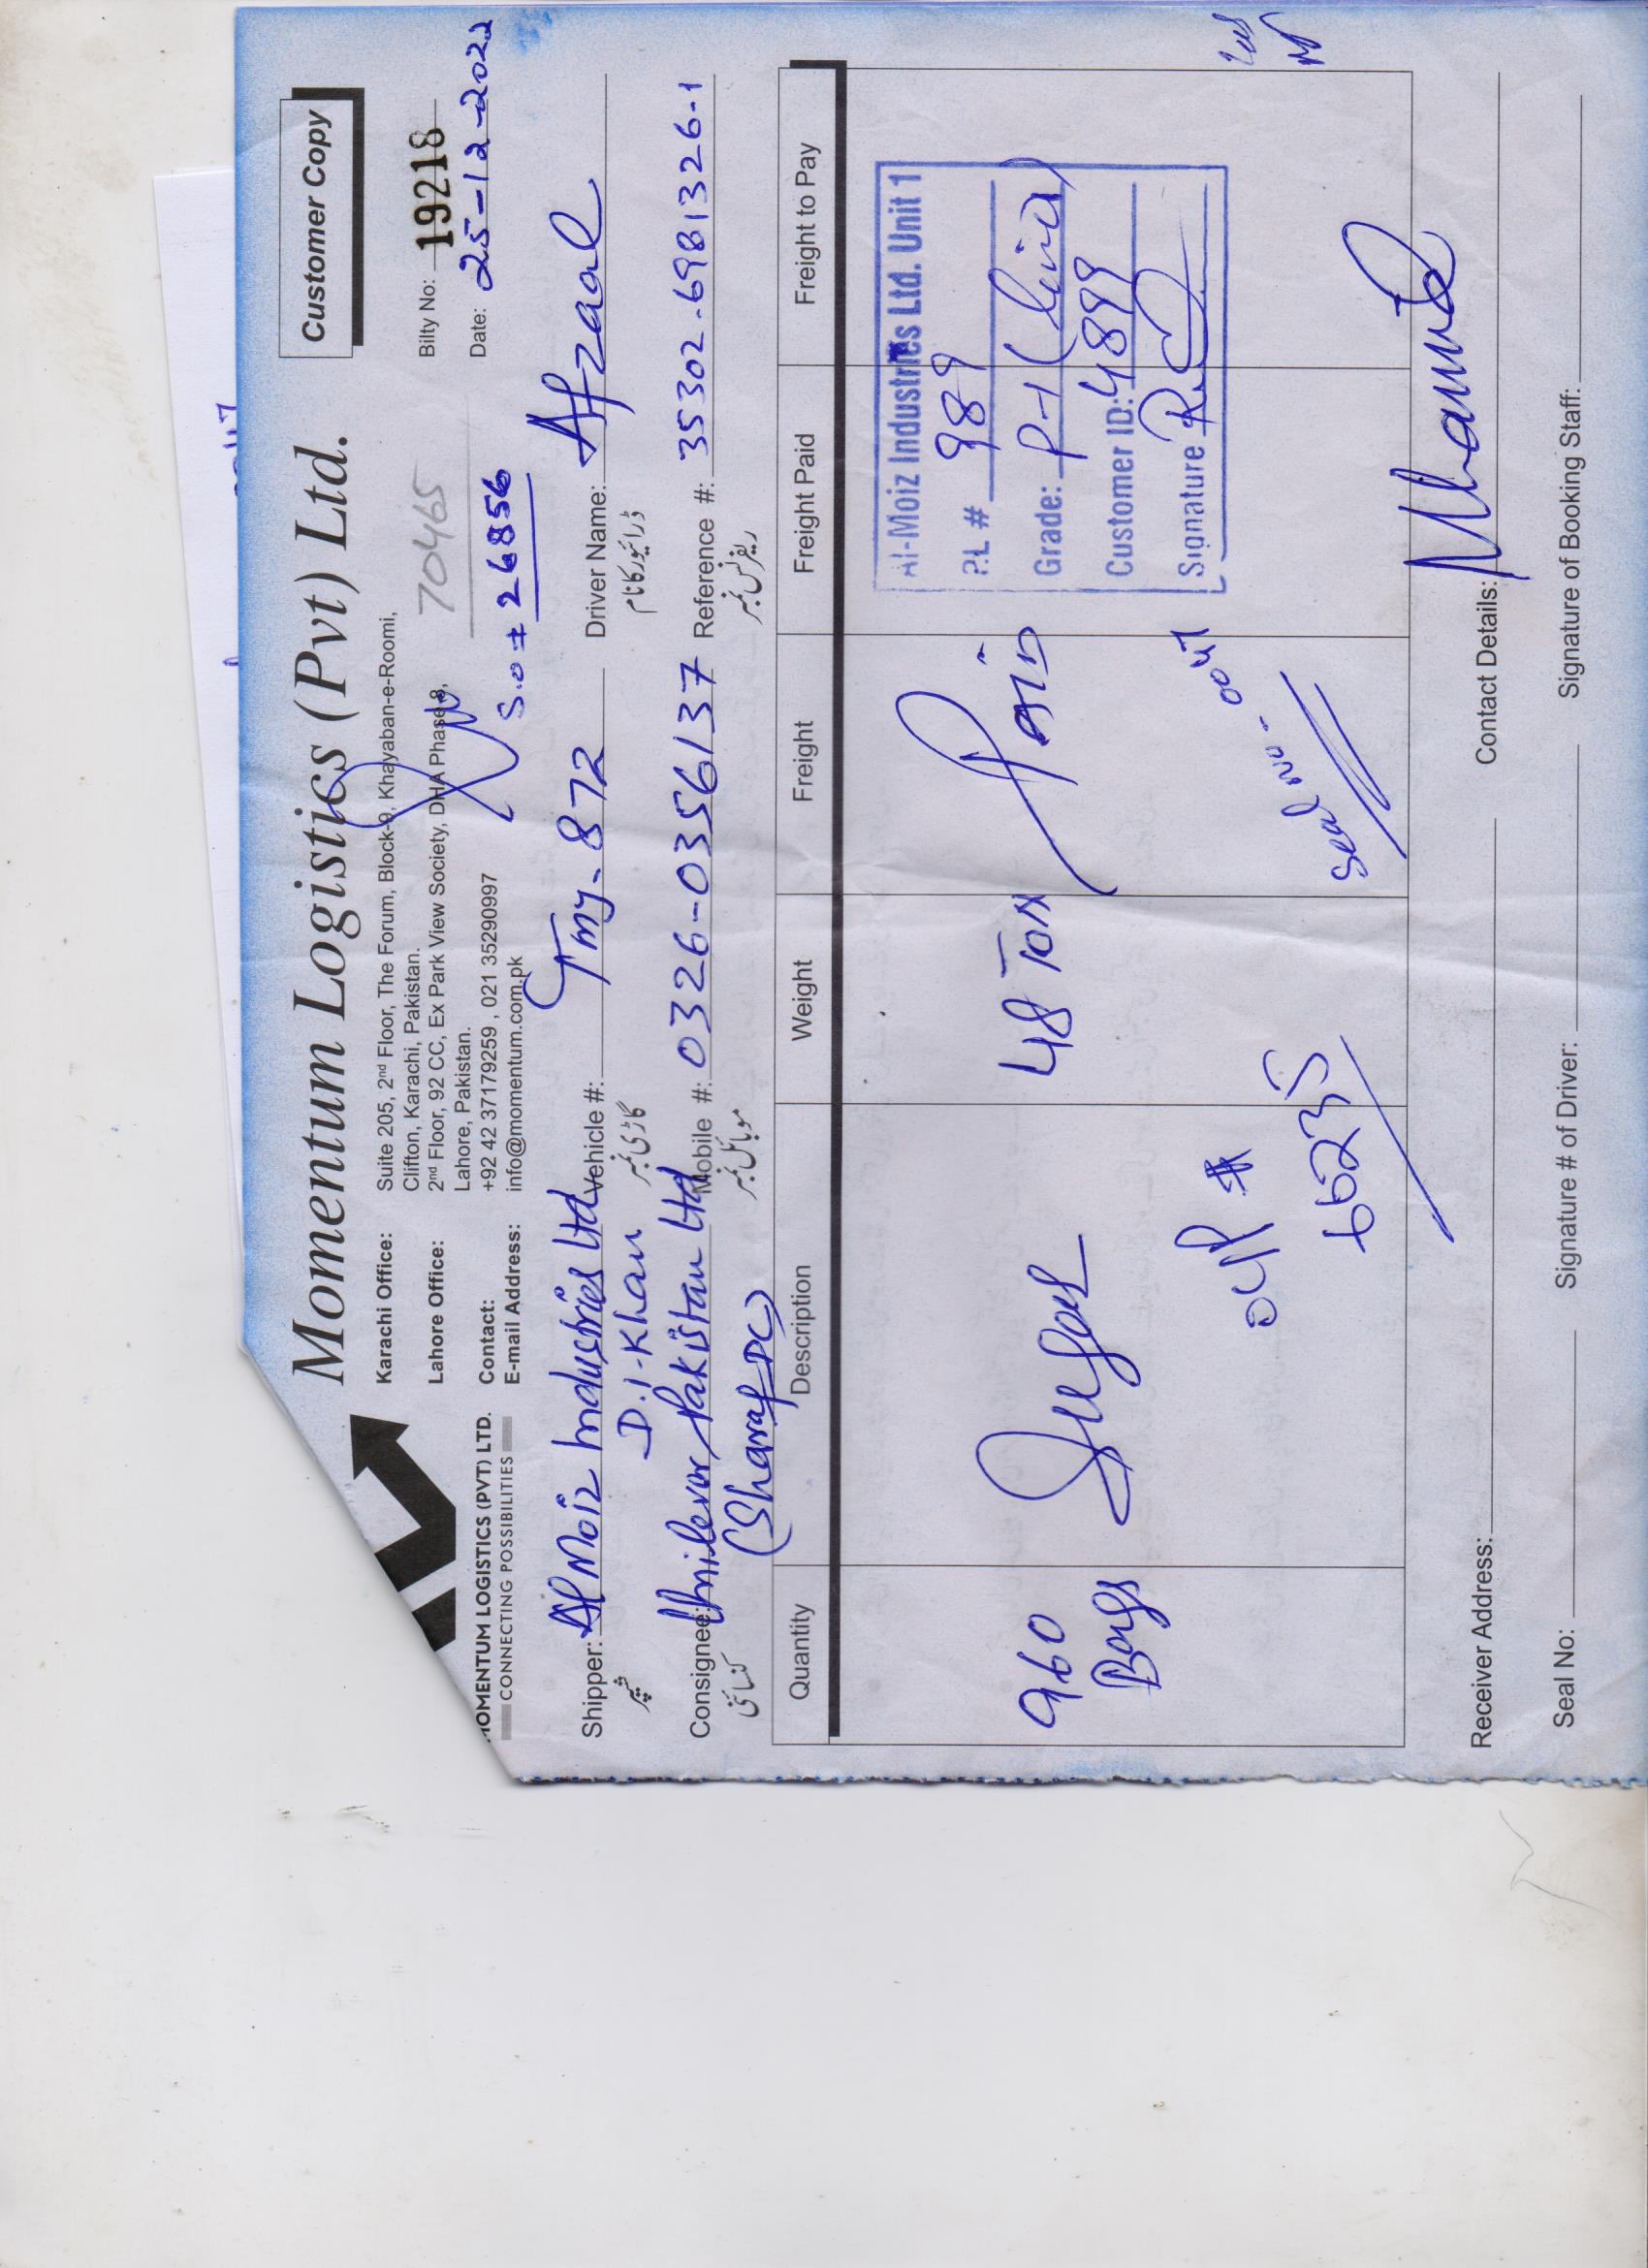 Customer Copy
Momentum Logistics (Pvt) Ltd.
MOMENTUM LOGISTICS (PVT) LTD.
CONNECTING POSSIBILITIES
Karachi Office: Suite 205, 2nd Floor, The Forum, Block-9, Khayaban-e-Roomi,
Clifton, Karachi, Pakistan.
Lahore Office: 2nd Floor, 92 CC, Ex Park View Society, DHA Phase 8,
Lahore, Pakistan.
Contact: +92 42 37179259 , 021 35290997
E-mail Address: info@momentum.com.pk
Bilty No: 19218
Date: 25-12-2022
70465
S.O # 26856
Shipper: Al Moiz Industries Ltd Vehicle #: Tmy-872 Driver Name: Afzaal
شپر D.I-Khan گاڑی نمبر ڈرائیور کا نام
Consignee: Unilever Pakistan Ltd Mobile #: 0326-0356137 Reference #: 35302-6981326-1
کنسائنی (Sharaf DC) موبائل نمبر ریفرنس نمبر
Quantity Description Weight Freight Freight Paid Freight to Pay
960 Bags Sugar 48 Ton Paid
Al-Moiz Industries Ltd. Unit 1
P.L # 989
Grade: P-1
Customer ID: 4899
Signature
O4P #
66235
Seal No - 0047
Receiver Address: Contact Details:
Seal No: Signature # of Driver: Signature of Booking Staff: